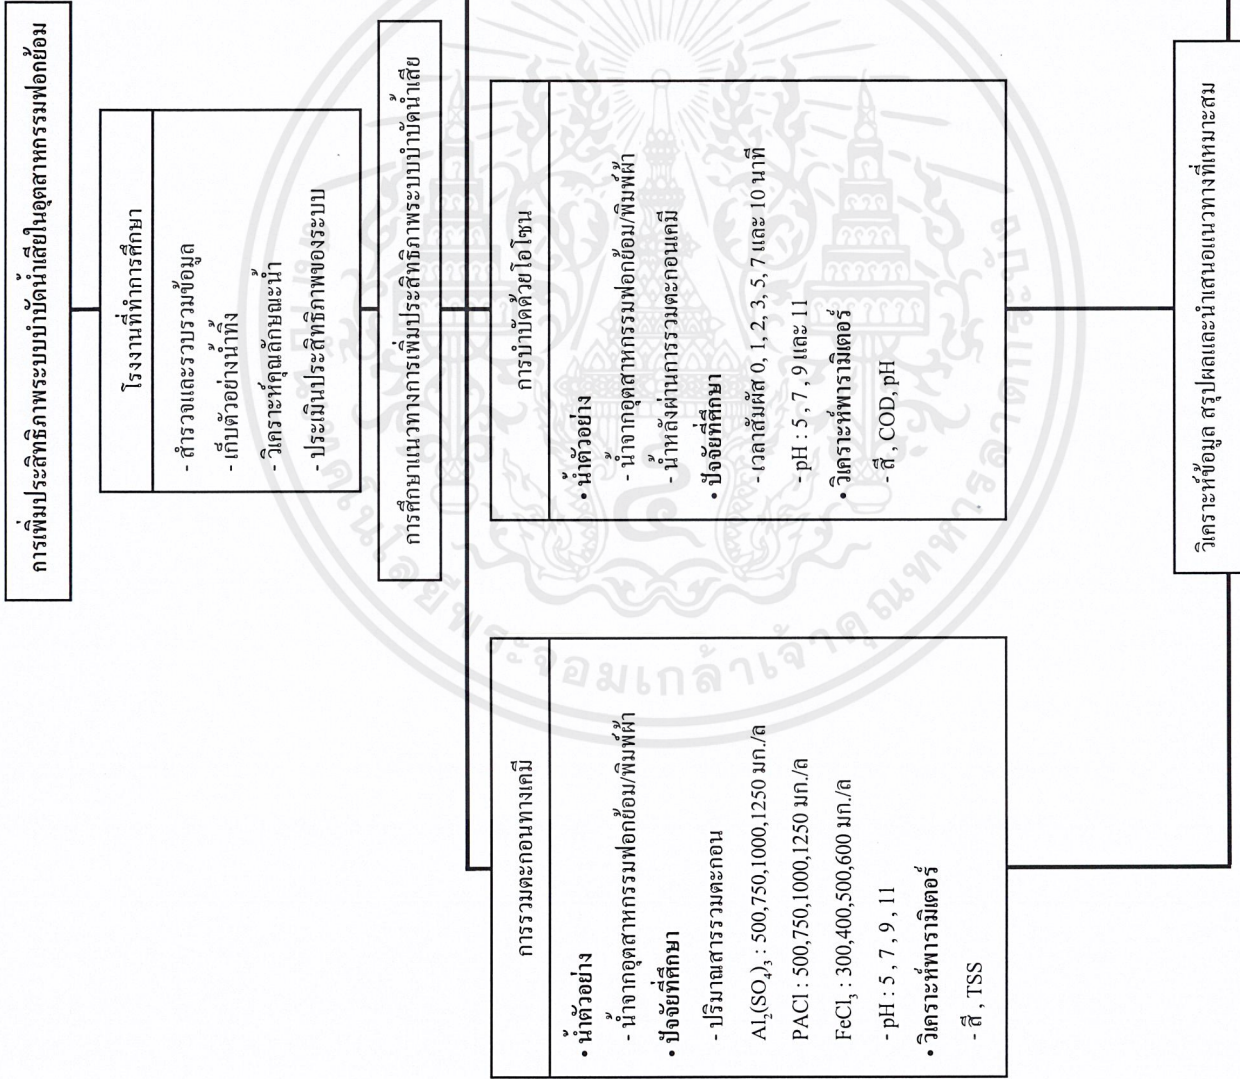 การเพิ่มประสิทธิภาพระบบบำบัดน้ำเสียในอุตสาหกรรมฟอกย้อม
โรงงานที่ทำการศึกษา
- สำรวจและรวบรวมข้อมูล
- เก็บตัวอย่างน้ำทิ้ง
- วิเคราะห์คุณลักษณะน้ำ
- ประเมินประสิทธิภาพของระบบ
การศึกษาแนวทางการเพิ่มประสิทธิภาพระบบบำบัดน้ำเสีย
การรวมตะกอนทางเคมี
• น้ำตัวอย่าง
- น้ำจากอุตสาหกรรมฟอกย้อม/พิมพ์ผ้า
• ปัจจัยที่ศึกษา
- ปริมาณสารรวมตะกอน
Al₂(SO₄)₃ : 500,750,1000,1250 มก./ล
PACl : 500,750,1000,1250 มก./ล
FeCl₃ : 300,400,500,600 มก./ล
- pH : 5 , 7 , 9 , 11
• วิเคราะห์พารามิเตอร์
- สี , TSS
การบำบัดด้วยโอโซน
• น้ำตัวอย่าง
- น้ำจากอุตสาหกรรมฟอกย้อม/พิมพ์ผ้า
- น้ำหลังผ่านการรวมตะกอนเคมี
• ปัจจัยที่ศึกษา
- เวลาสัมผัส 0, 1, 2, 3, 5, 7 และ 10 นาที
- pH : 5 , 7 , 9 และ 11
• วิเคราะห์พารามิเตอร์
- สี , COD, pH
วิเคราะห์ข้อมูล สรุปผลและนำเสนอแนวทางที่เหมาะสม
พระจอมเกล้าเจ้าคุณทหาร